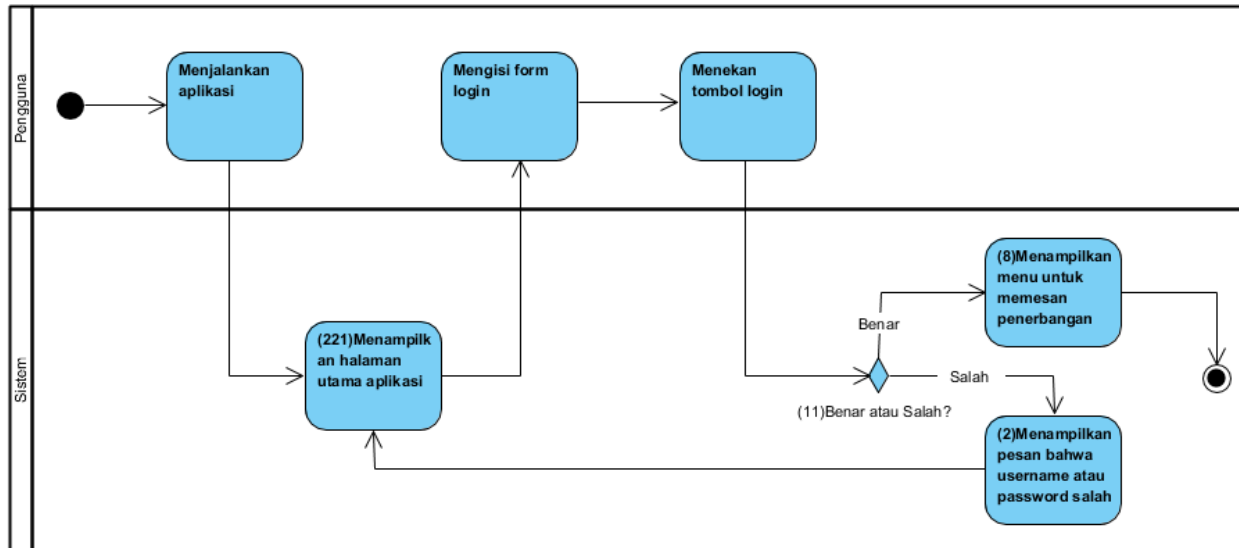 Pengguna
Menjalankan
aplikasi
Mengisi form
login
Menekan
tombol login
Sistem
(221)Menampilk
an halaman
utama aplikasi
Benar
Salah
(11)Benar atau Salah?
(8)Menampilkan
menu untuk
memesan
penerbangan
(2)Menampilkan
pesan bahwa
username atau
password salah